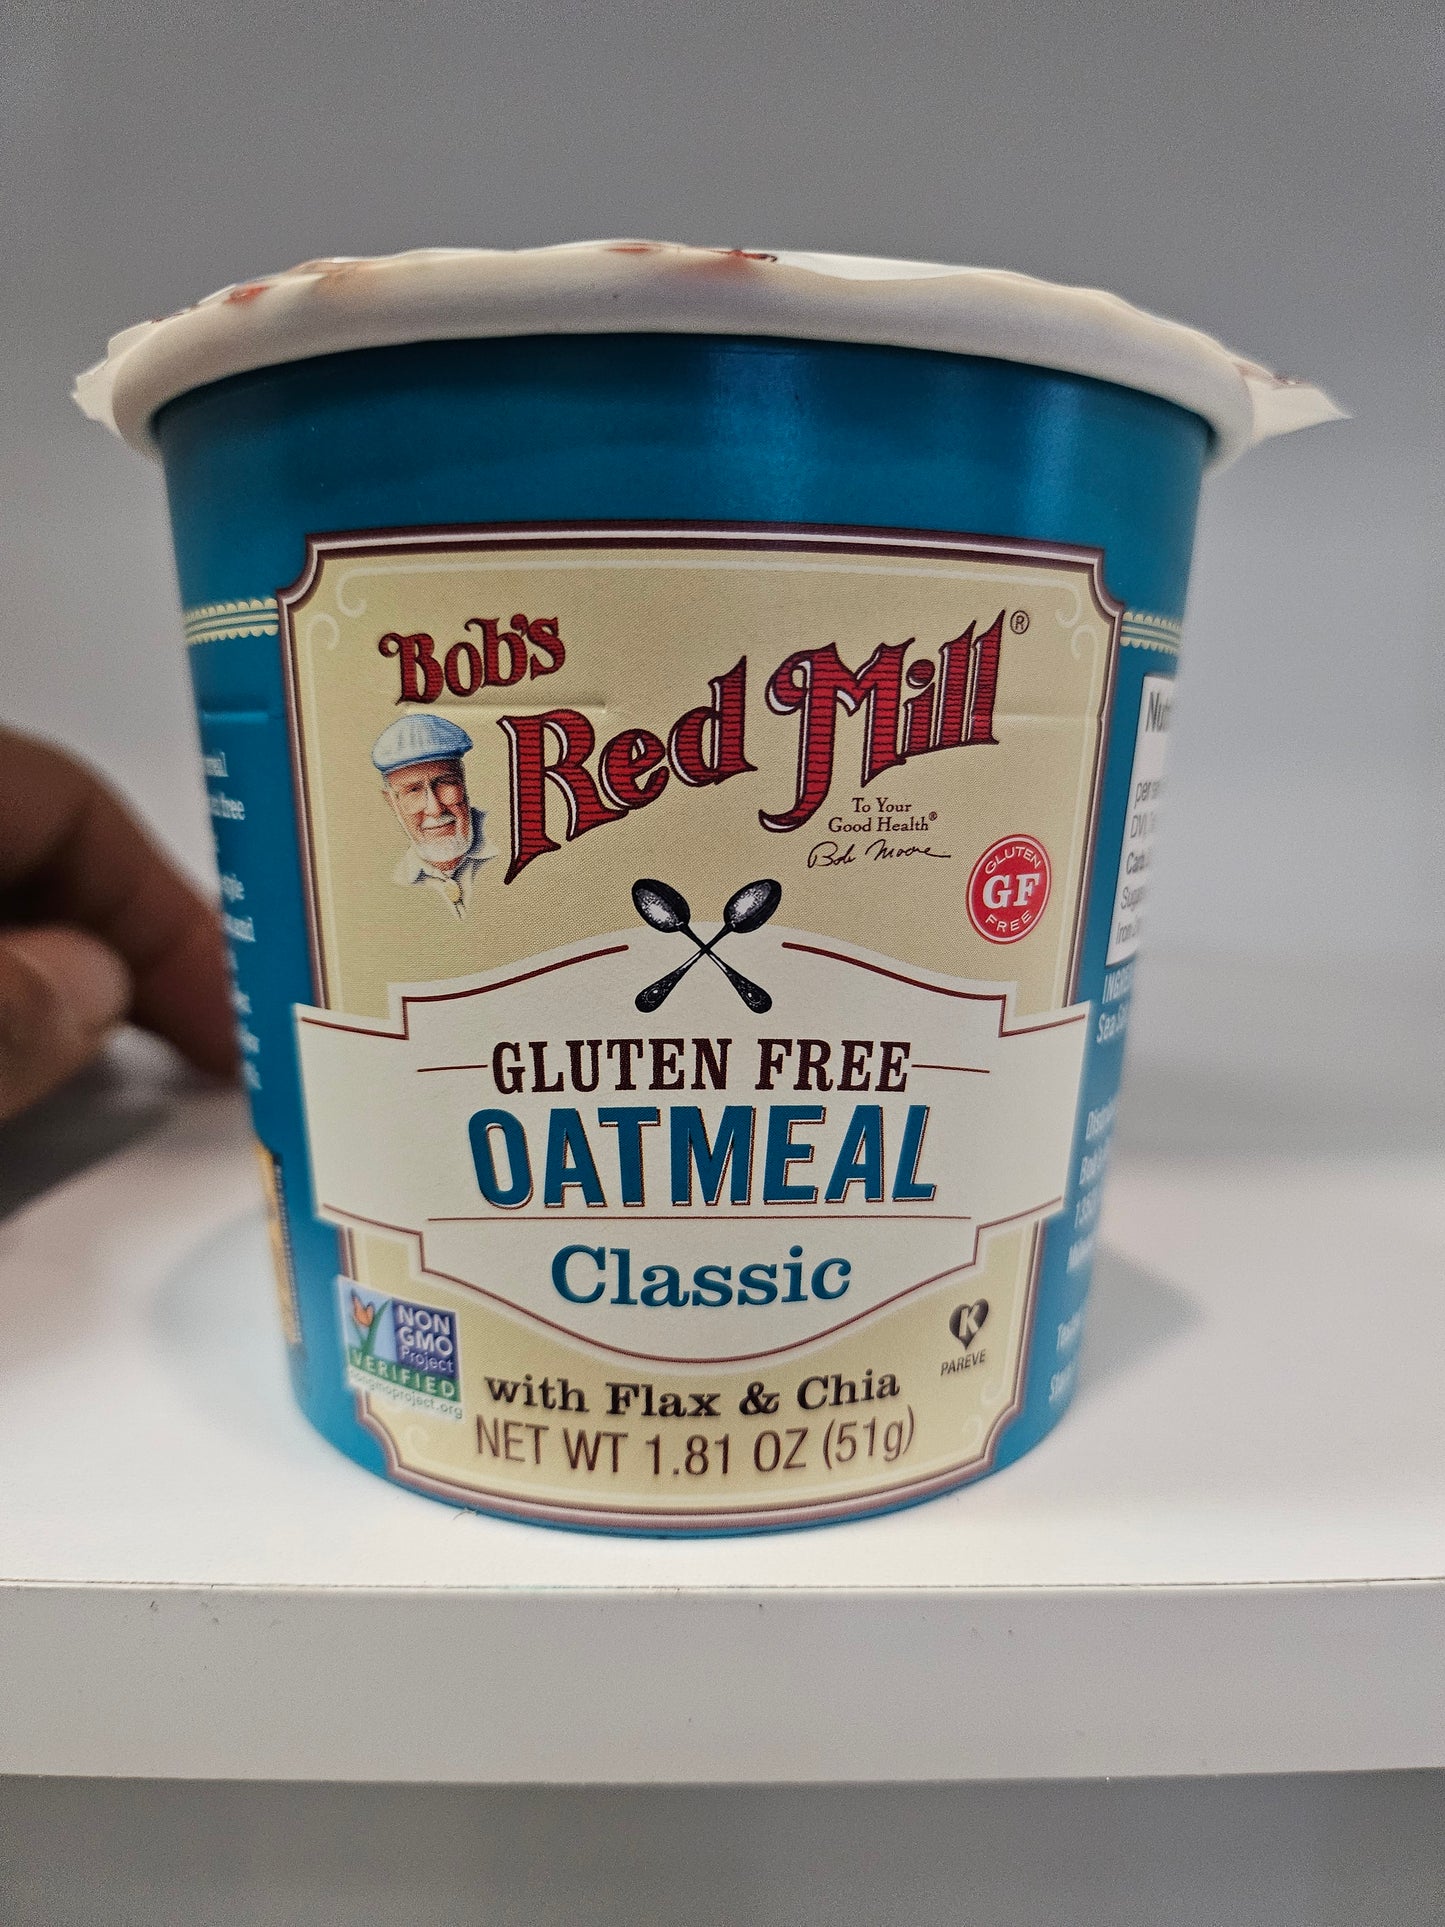 Bob's
Red Mill®
To Your
Good Health®
Bob Moore
GLUTEN
GF
FREE
GLUTEN FREE
OATMEAL
Classic
NON
GMO
Project
VERIFIED
nongmoproject.org
K
PAREVE
with Flax & Chia
NET WT 1.81 OZ (51g)